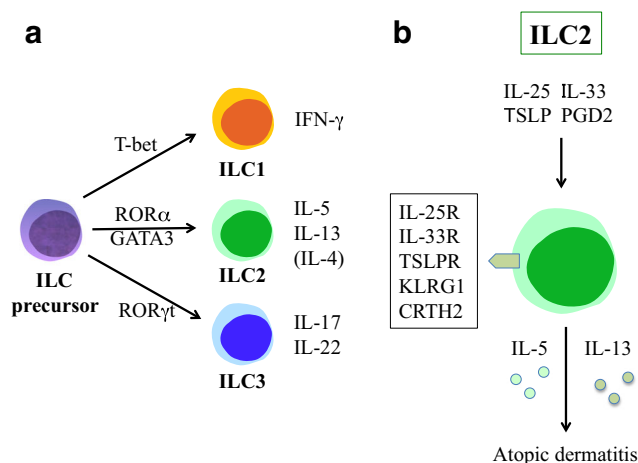 a
T-bet
IFN-γ
ILC1
RORα
GATA3
IL-5
IL-13
(IL-4)
ILC2
ILC
precursor
RORγt
IL-17
IL-22
ILC3
b
ILC2
IL-25 IL-33
TSLP PGD2
IL-25R
IL-33R
TSLPR
KLRG1
CRTH2
IL-5 IL-13
Atopic dermatitis